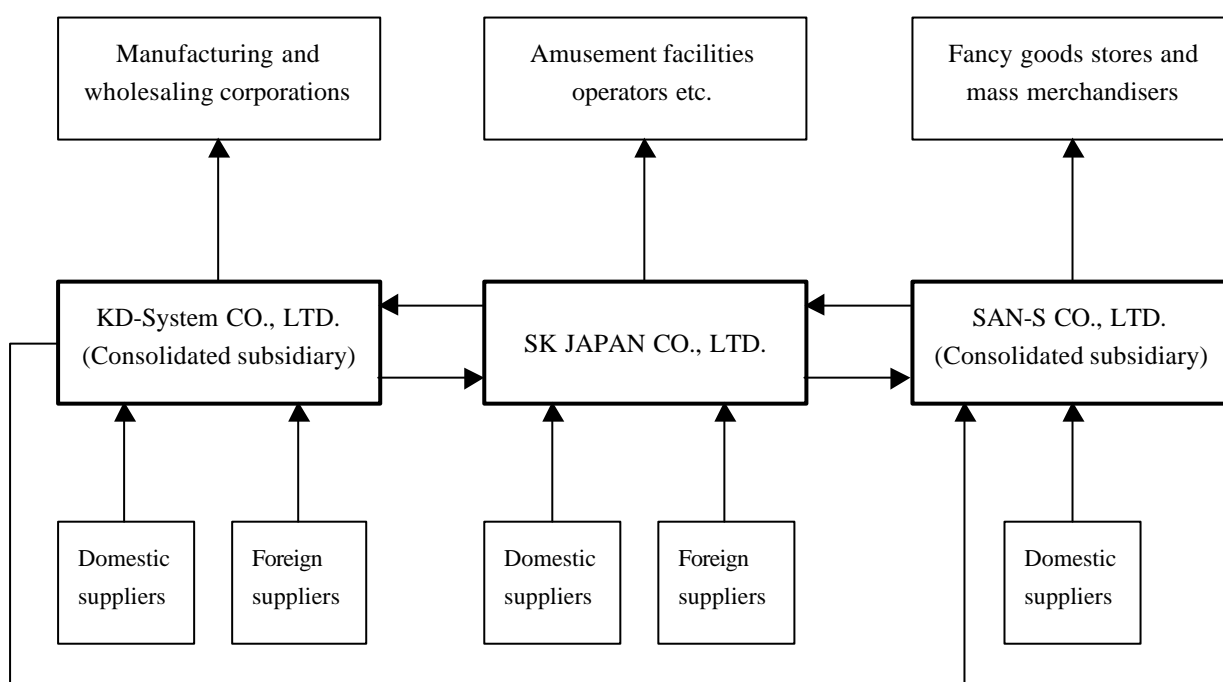 Manufacturing and
wholesaling corporations
Amusement facilities
operators etc.
Fancy goods stores and
mass merchandisers
KD-System CO., LTD.
(Consolidated subsidiary)
SK JAPAN CO., LTD.
SAN-S CO., LTD.
(Consolidated subsidiary)
Domestic
suppliers
Foreign
suppliers
Domestic
suppliers
Foreign
suppliers
Domestic
suppliers